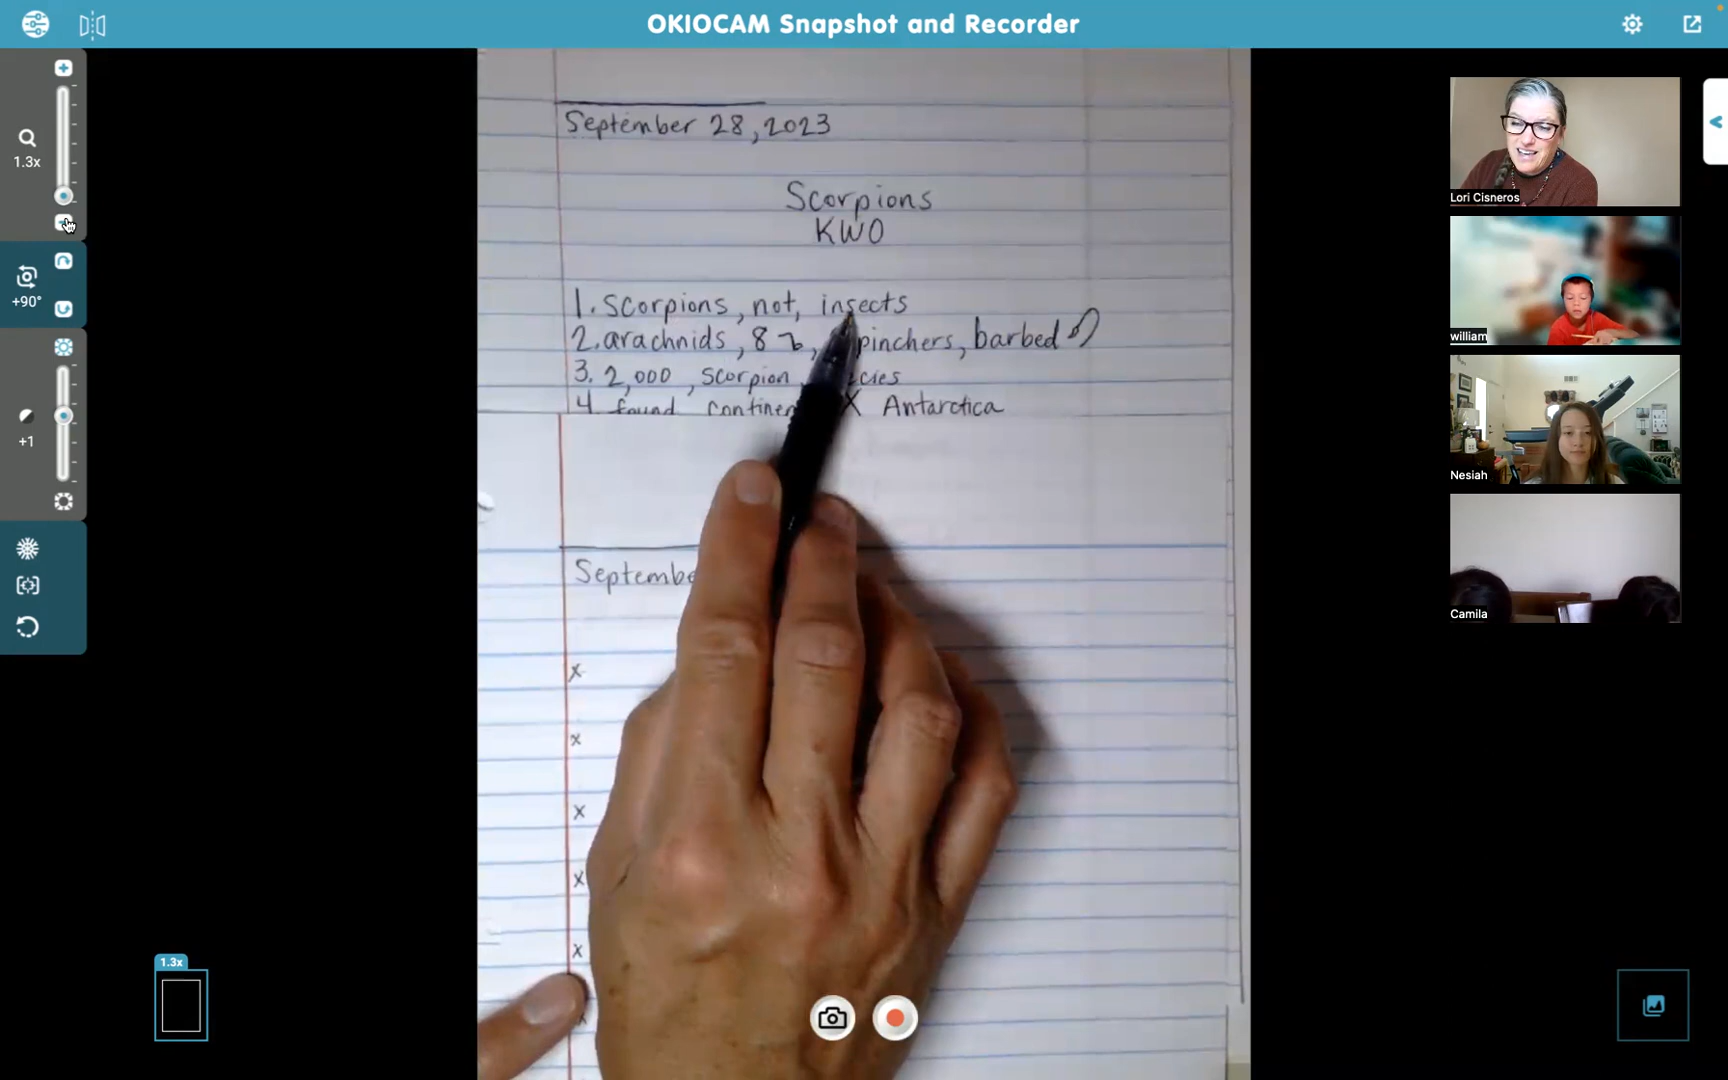 OKIOCAM Snapshot and Recorder
1.3x
+90°
+1
September 28, 2023
Scorpions
KWO
1. scorpions, not, insects
2. arachnids, 8 pinchers, barbed
3. 2,000, scorpion
4. found X Antarctica
X
X
X
X
X
1.3x
Lori Cisneros
william
Nesiah
Camila